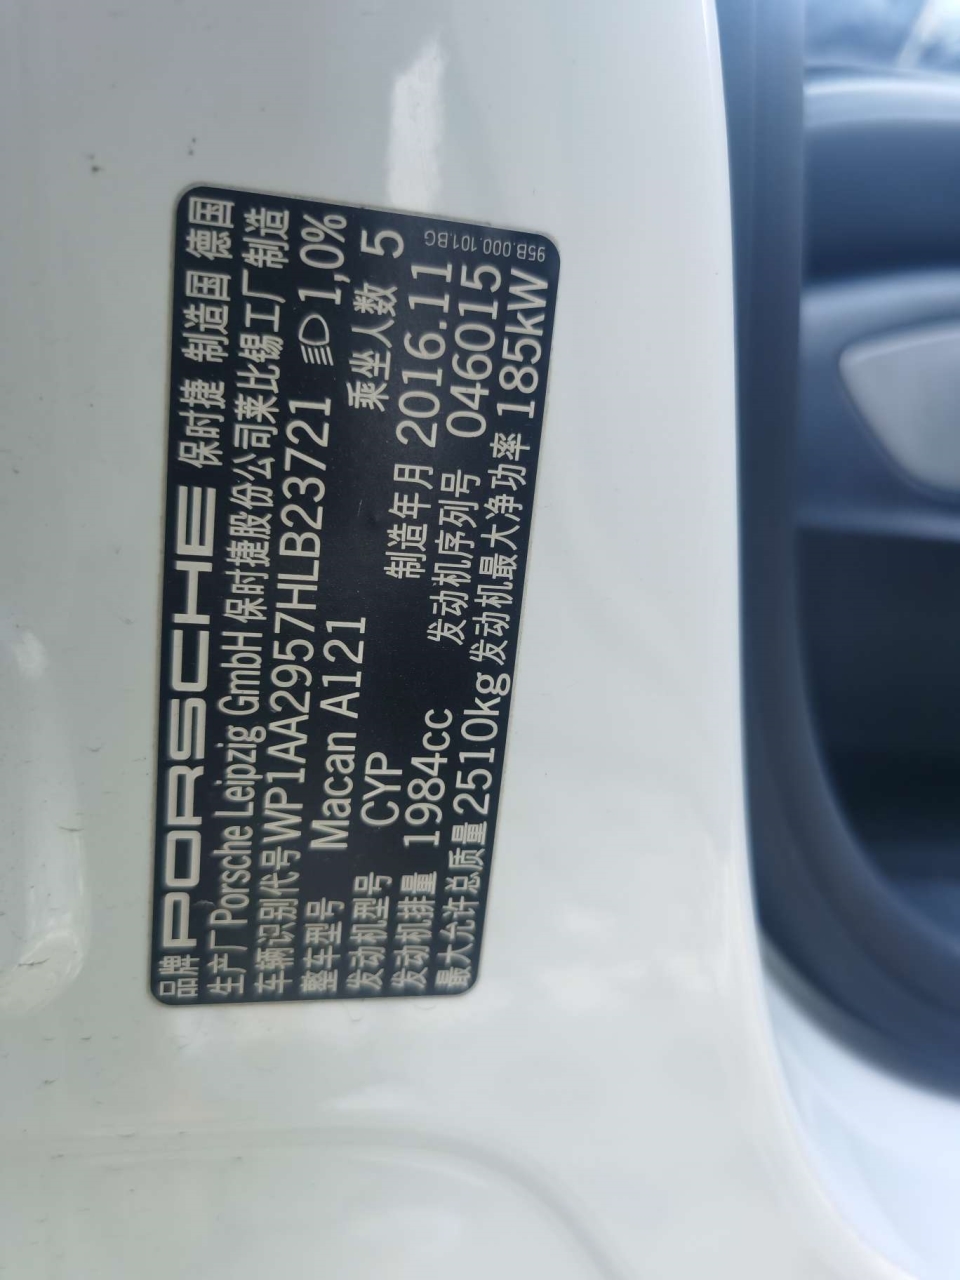 品牌 PORSCHE 保时捷 制造国 德国
生产厂 Porsche Leipzig GmbH 保时捷股份公司莱比锡工厂制造
车辆识别代号 WP1AA2957HLB23721 1,0%
整车型号 Macan A121 乘坐人数 5
发动机型号 CYP 制造年月 2016.11
发动机排量 1984cc 发动机序列号 046015
最大允许总质量 2510kg 发动机最大净功率 185kW
95B.000.101.BG